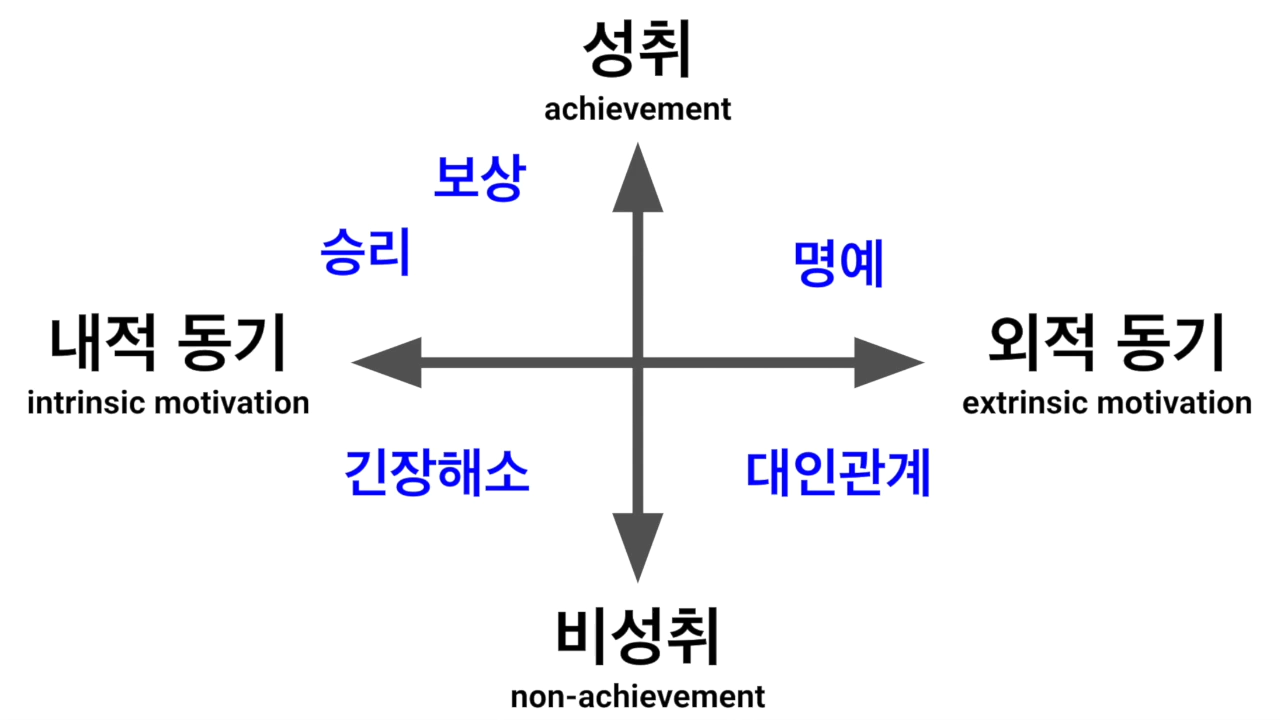 성취
achievement
보상
승리
명예
내적 동기
intrinsic motivation
외적 동기
extrinsic motivation
긴장해소
대인관계
비성취
non-achievement